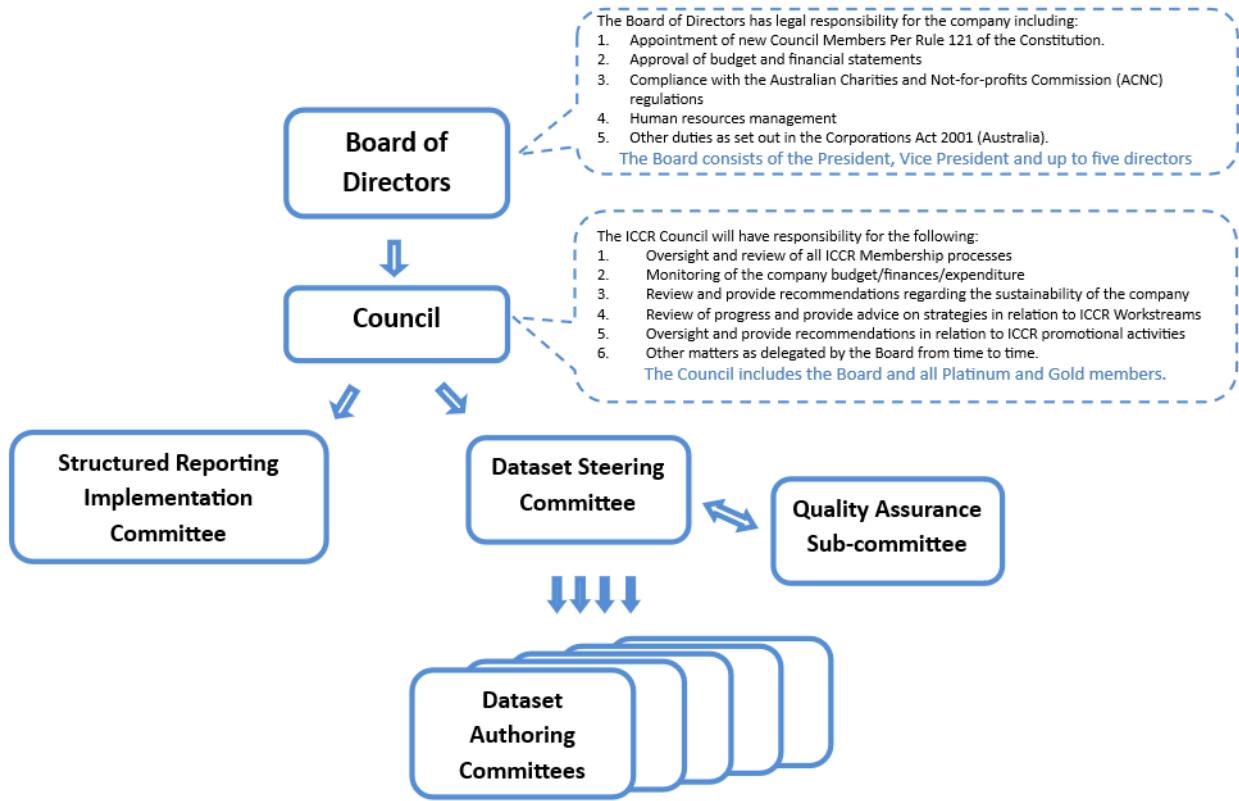 The Board of Directors has legal responsibility for the company including:
1. Appointment of new Council Members Per Rule 121 of the Constitution.
2. Approval of budget and financial statements
3. Compliance with the Australian Charities and Not-for-profits Commission (ACNC)
regulations
4. Human resources management
5. Other duties as set out in the Corporations Act 2001 (Australia).
The Board consists of the President, Vice President and up to five directors
Board of
Directors
The ICCR Council will have responsibility for the following:
1. Oversight and review of all ICCR Membership processes
2. Monitoring of the company budget/finances/expenditure
3. Review and provide recommendations regarding the sustainability of the company
4. Review of progress and provide advice on strategies in relation to ICCR Workstreams
5. Oversight and provide recommendations in relation to ICCR promotional activities
6. Other matters as delegated by the Board from time to time.
The Council includes the Board and all Platinum and Gold members.
Council
Structured Reporting
Implementation
Committee
Dataset Steering
Committee
Quality Assurance
Sub-committee
Dataset
Authoring
Committees